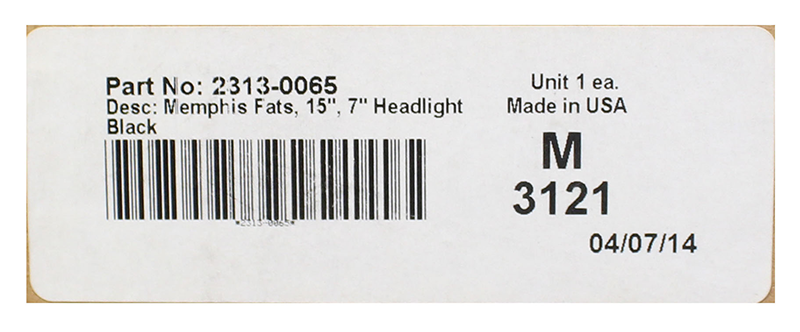 Part No: 2313-0065
Desc: Memphis Fats, 15", 7" Headlight
Black
*2313-0065*
Unit 1 ea.
Made in USA
M
3121
04/07/14